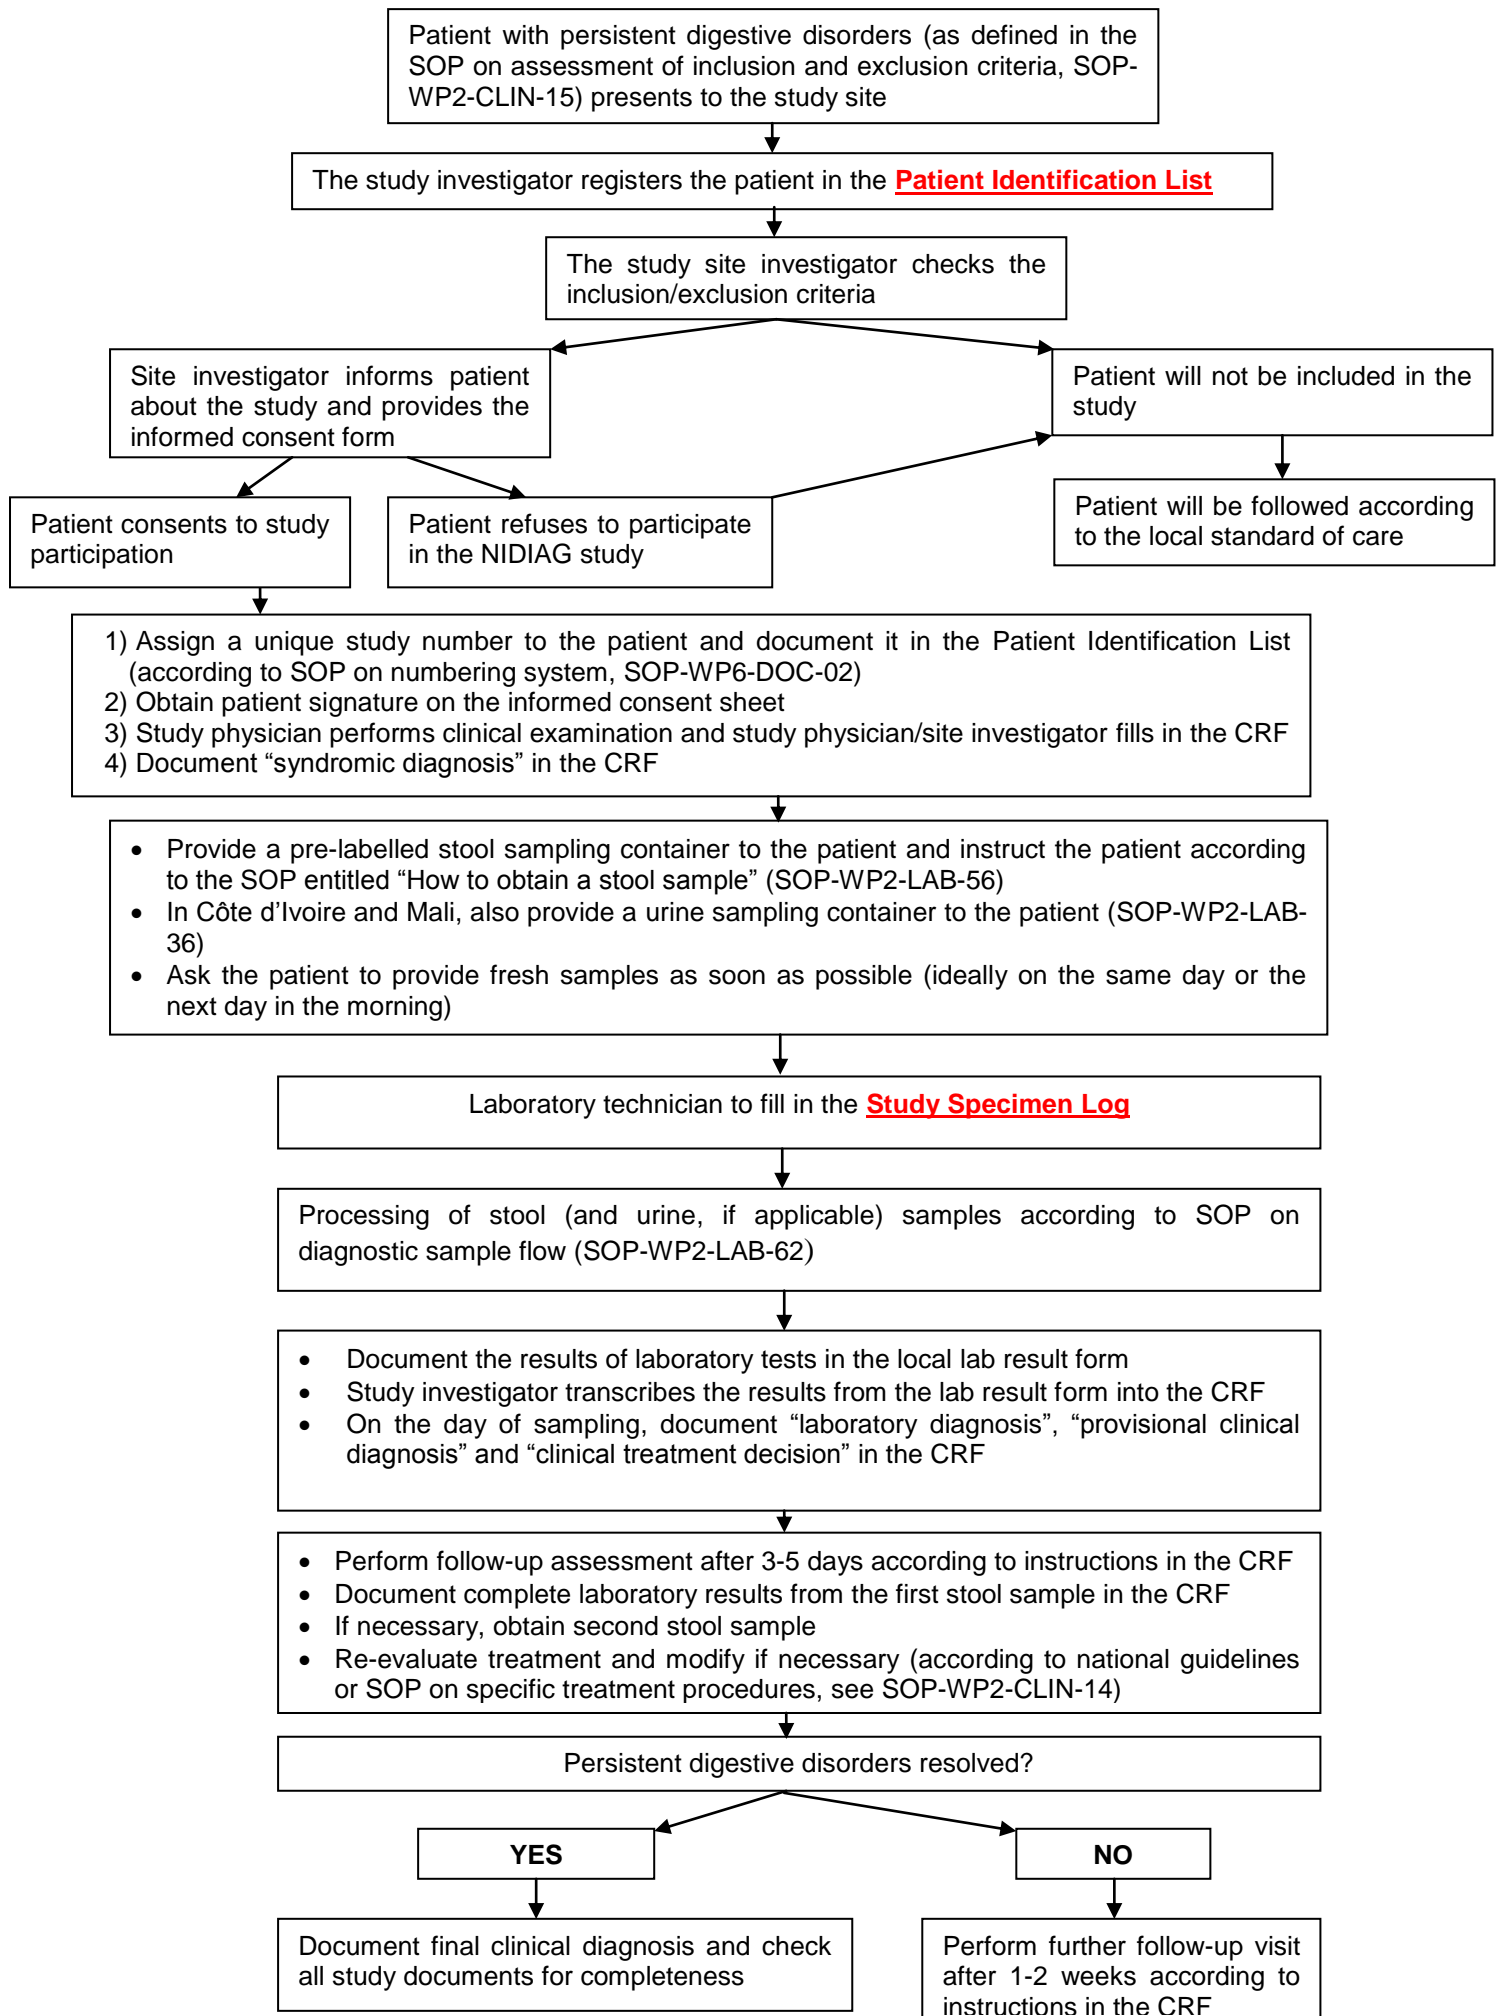 Patient with persistent digestive disorders (as defined in the
SOP on assessment of inclusion and exclusion criteria, SOP-
WP2-CLIN-15) presents to the study site
The study investigator registers the patient in the Patient Identification List
The study site investigator checks the
inclusion/exclusion criteria
Site investigator informs patient
about the study and provides the
informed consent form
Patient will not be included in the
study
Patient consents to study
participation
Patient refuses to participate
in the NIDIAG study
Patient will be followed according
to the local standard of care
1) Assign a unique study number to the patient and document it in the Patient Identification List
(according to SOP on numbering system, SOP-WP6-DOC-02)
2) Obtain patient signature on the informed consent sheet
3) Study physician performs clinical examination and study physician/site investigator fills in the CRF
4) Document “syndromic diagnosis” in the CRF
• Provide a pre-labelled stool sampling container to the patient and instruct the patient according
to the SOP entitled “How to obtain a stool sample” (SOP-WP2-LAB-56)
• In Côte d’Ivoire and Mali, also provide a urine sampling container to the patient (SOP-WP2-LAB-
36)
• Ask the patient to provide fresh samples as soon as possible (ideally on the same day or the
next day in the morning)
Laboratory technician to fill in the Study Specimen Log
Processing of stool (and urine, if applicable) samples according to SOP on
diagnostic sample flow (SOP-WP2-LAB-62)
• Document the results of laboratory tests in the local lab result form
• Study investigator transcribes the results from the lab result form into the CRF
• On the day of sampling, document “laboratory diagnosis”, “provisional clinical
diagnosis” and “clinical treatment decision” in the CRF
• Perform follow-up assessment after 3-5 days according to instructions in the CRF
• Document complete laboratory results from the first stool sample in the CRF
• If necessary, obtain second stool sample
• Re-evaluate treatment and modify if necessary (according to national guidelines
or SOP on specific treatment procedures, see SOP-WP2-CLIN-14)
Persistent digestive disorders resolved?
YES
NO
Document final clinical diagnosis and check
all study documents for completeness
Perform further follow-up visit
after 1-2 weeks according to
instructions in the CRF